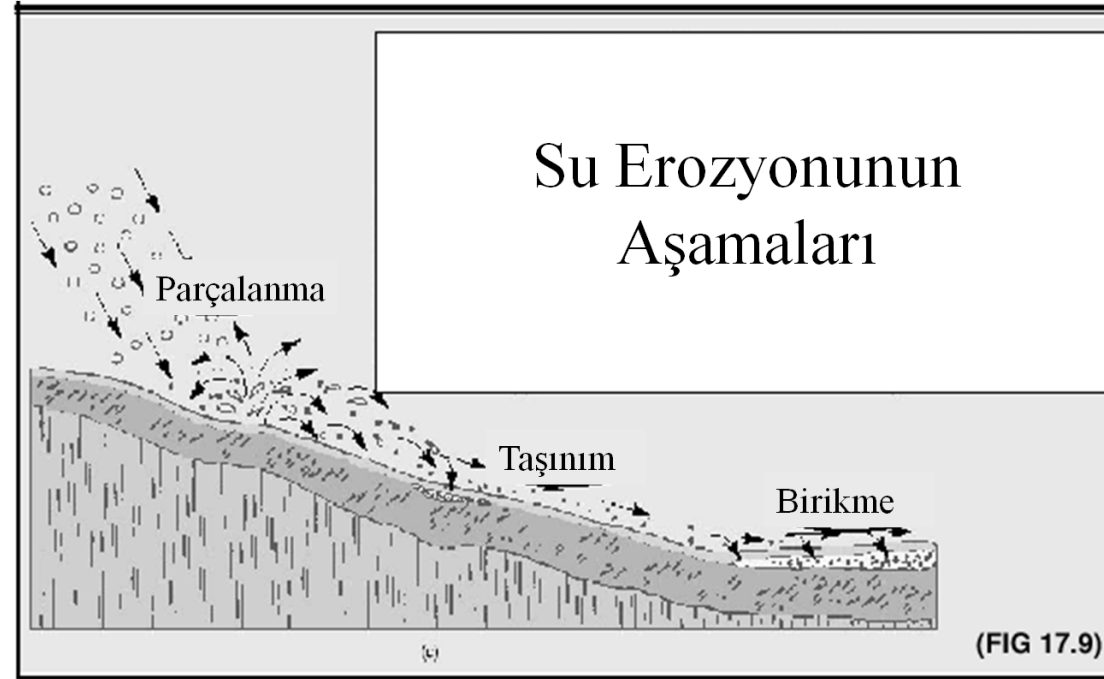 Su Erozyonunun
Aşamaları
Parçalanma
Taşınım
Birikme
(FIG 17.9)